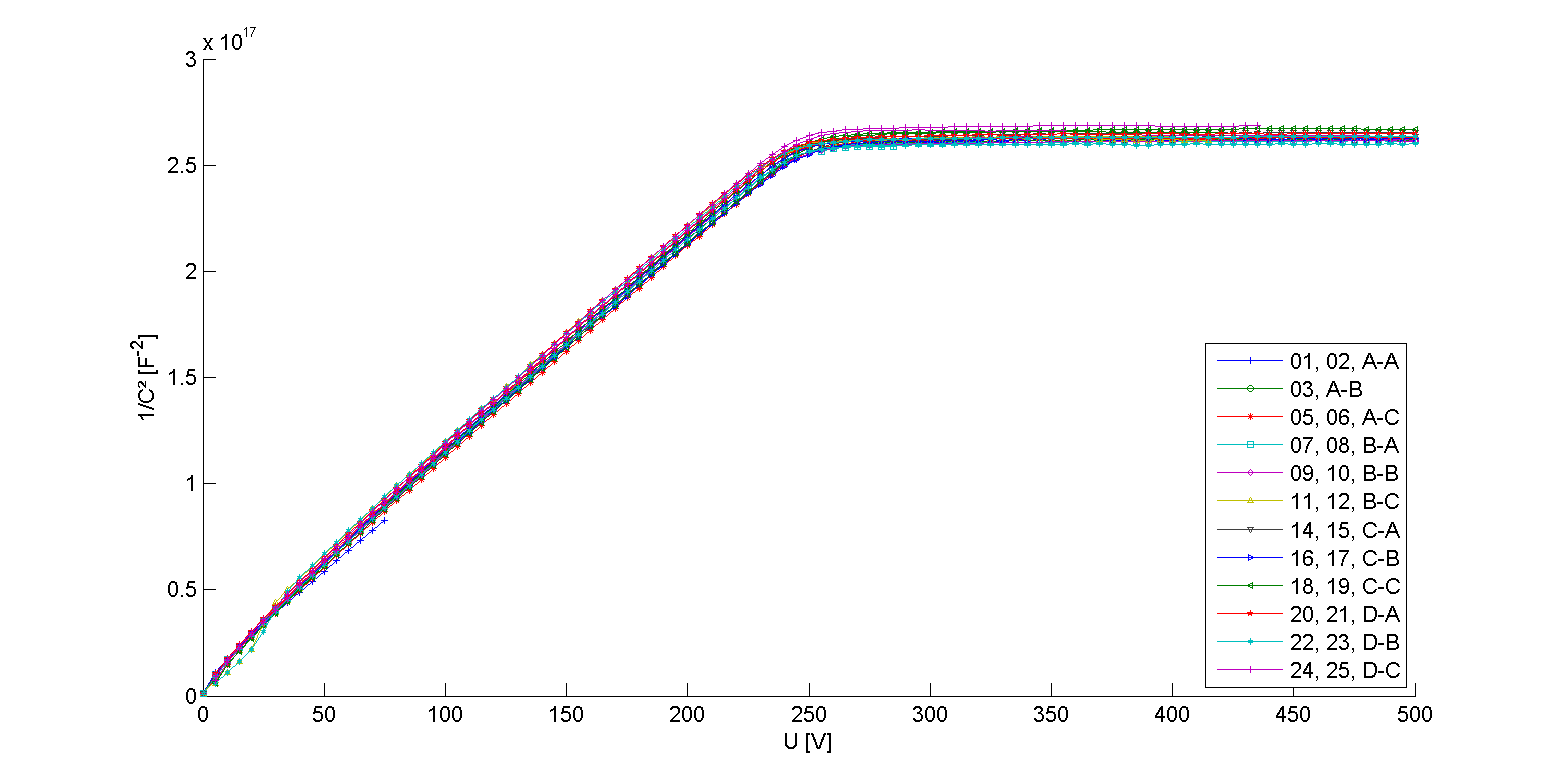 x 10^17
3
2.5
2
1.5
1
0.5
0
1/C² [F^-2]
0 50 100 150 200 250 300 350 400 450 500
U [V]
01, 02, A-A
03, A-B
05, 06, A-C
07, 08, B-A
09, 10, B-B
11, 12, B-C
14, 15, C-A
16, 17, C-B
18, 19, C-C
20, 21, D-A
22, 23, D-B
24, 25, D-C